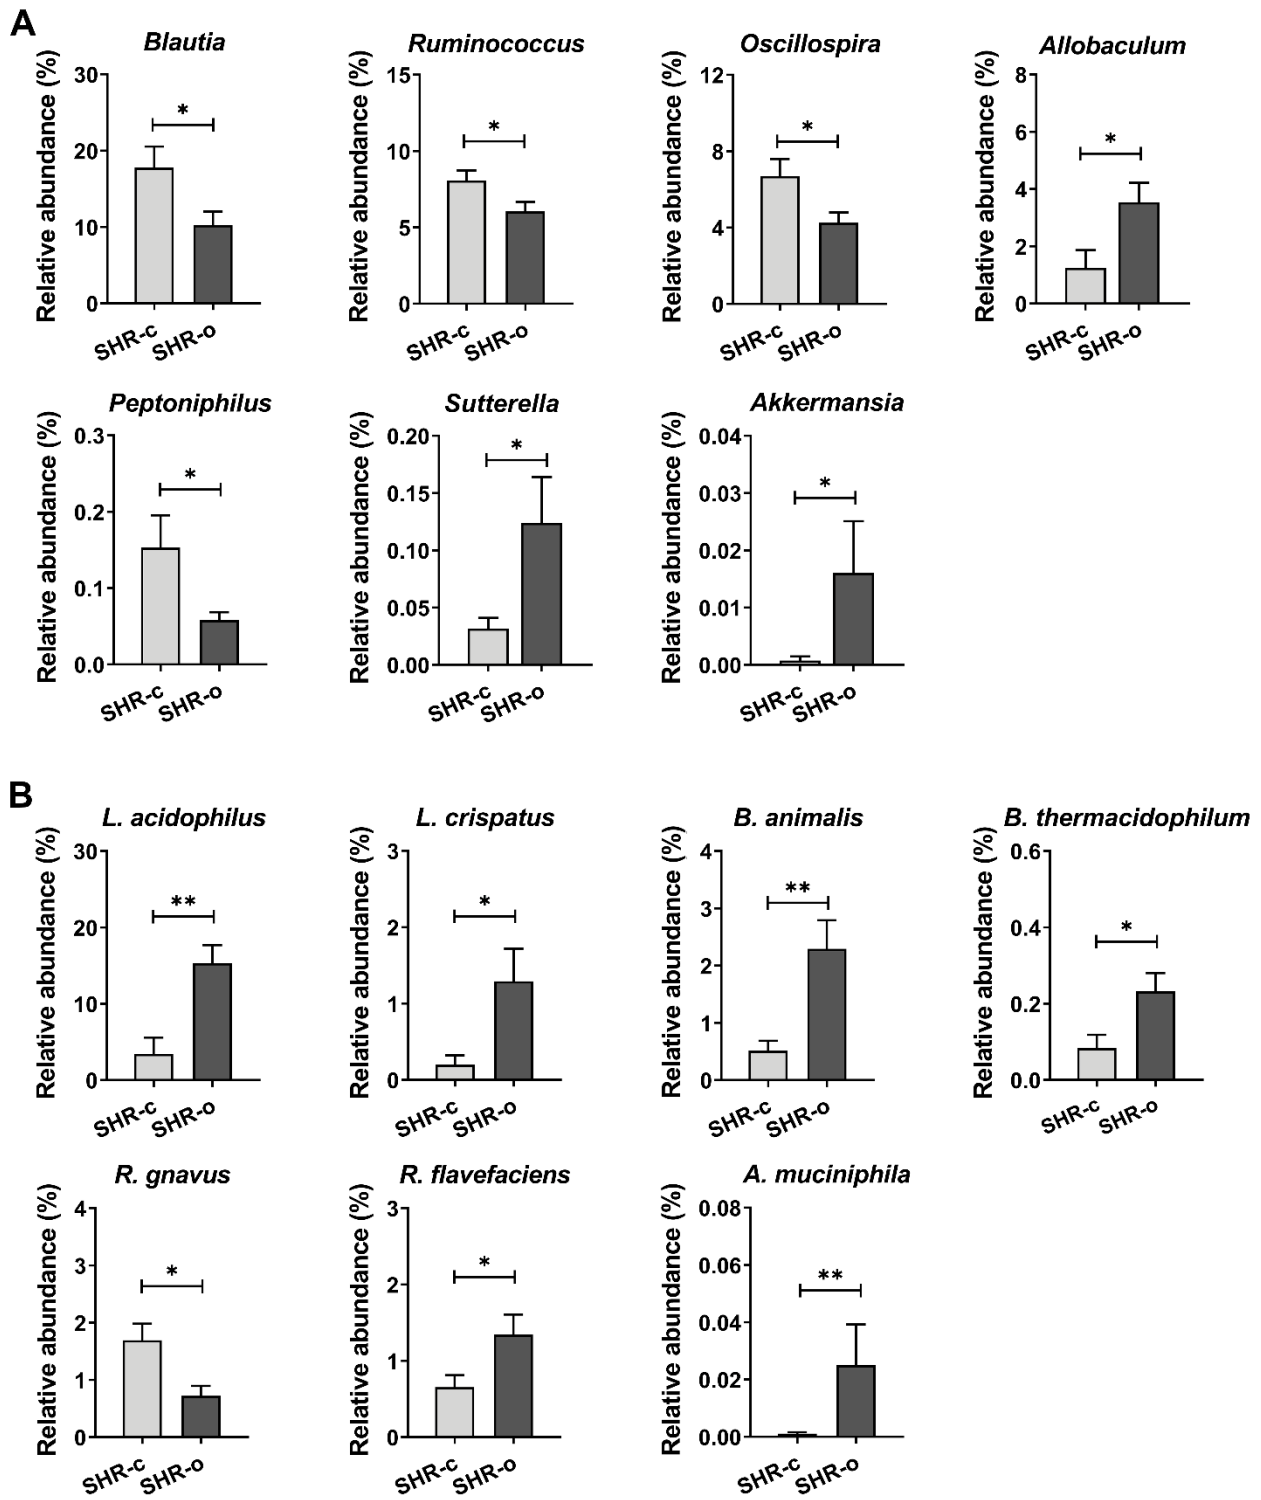 A
Blautia
Relative abundance (%)
30
20
10
0
*
SHR-c
SHR-o
Ruminococcus
Relative abundance (%)
15
10
5
0
*
SHR-c
SHR-o
Oscillospira
Relative abundance (%)
12
8
4
0
*
SHR-c
SHR-o
Allobaculum
Relative abundance (%)
8
6
4
2
0
*
SHR-c
SHR-o
Peptoniphilus
Relative abundance (%)
0.3
0.2
0.1
0.0
*
SHR-c
SHR-o
Sutterella
Relative abundance (%)
0.20
0.15
0.10
0.05
0.00
*
SHR-c
SHR-o
Akkermansia
Relative abundance (%)
0.04
0.03
0.02
0.01
0.00
*
SHR-c
SHR-o
B
L. acidophilus
Relative abundance (%)
30
20
10
0
**
SHR-c
SHR-o
L. crispatus
Relative abundance (%)
3
2
1
0
*
SHR-c
SHR-o
B. animalis
Relative abundance (%)
4
3
2
1
0
**
SHR-c
SHR-o
B. thermacidophilum
Relative abundance (%)
0.6
0.4
0.2
0.0
*
SHR-c
SHR-o
R. gnavus
Relative abundance (%)
4
3
2
1
0
*
SHR-c
SHR-o
R. flavefaciens
Relative abundance (%)
3
2
1
0
*
SHR-c
SHR-o
A. muciniphila
Relative abundance (%)
0.08
0.06
0.04
0.02
0.00
**
SHR-c
SHR-o